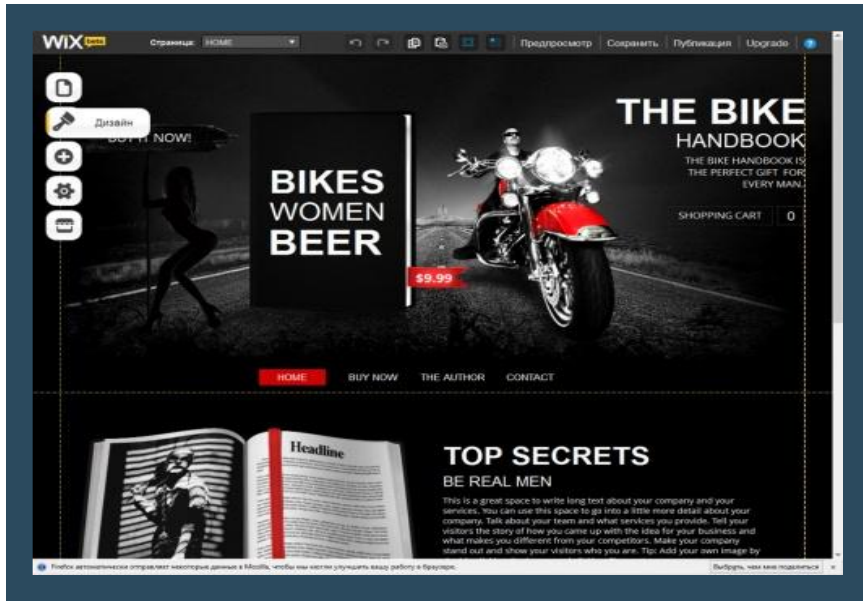 WiX beta
Страница: HOME
Предпросмотр
Сохранить
Публикация
Upgrade
?
Дизайн
NOW!
THE BIKE
HANDBOOK
THE BIKE HANDBOOK IS
THE PERFECT GIFT FOR
EVERY MAN.
SHOPPING CART 0
BIKES
WOMEN
BEER
$9.99
HOME
BUY NOW
THE AUTHOR
CONTACT
Headline
TOP SECRETS
BE REAL MEN
This is a great space to write long text about your company and your
services. You can use this space to go into a little more detail about your
company. Talk about your team and what services you provide. Tell your
visitors the story of how you came up with the idea for your business and
what makes you different from your competitors. Make your company
stand out and show your visitors who you are. Tip: Add your own image by
Firefox автоматически отправляет некоторые данные в Mozilla, чтобы мы могли улучшить вашу работу в браузере.
Выбрать, чем мне поделиться